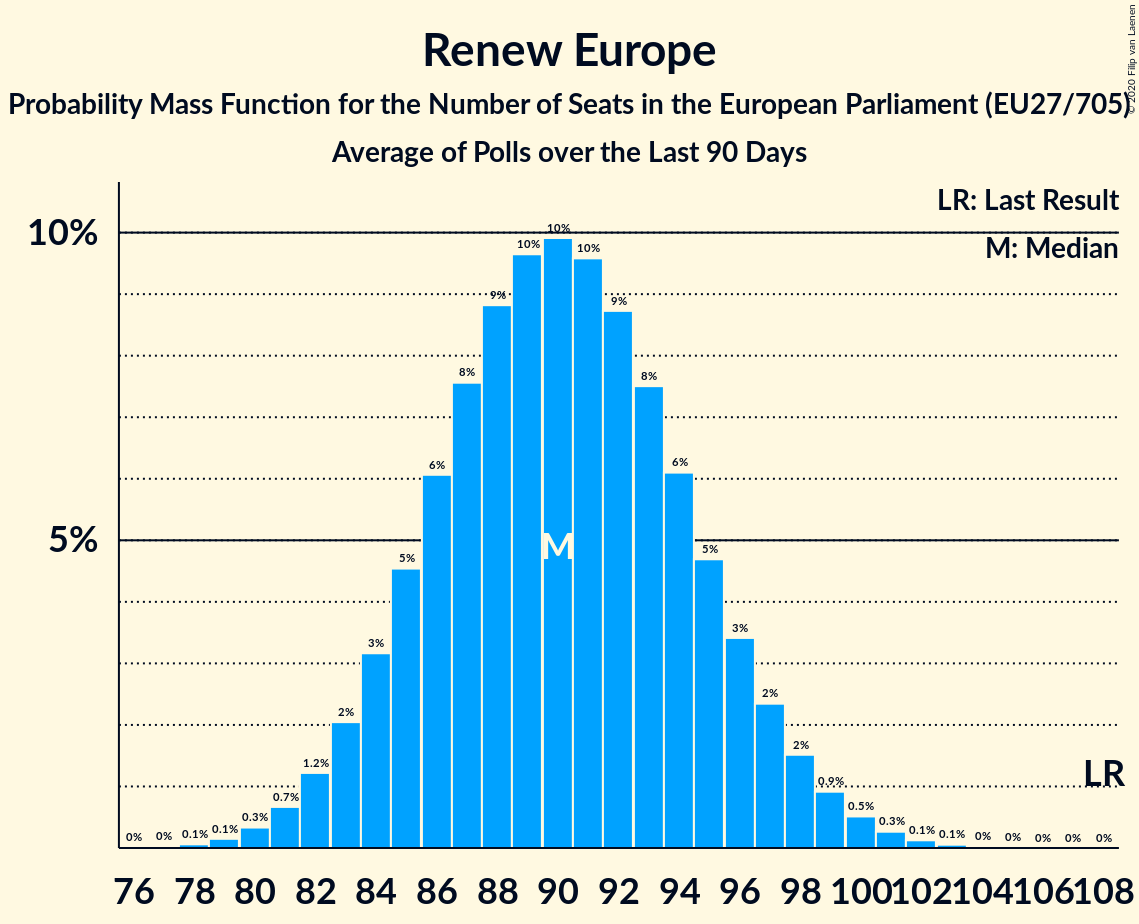 Renew Europe
Probability Mass Function for the Number of Seats in the European Parliament (EU27/705)
Average of Polls over the Last 90 Days
© 2020 Filip van Laenen
LR: Last Result
M: Median
10%
5%
0% 0% 0.1% 0.1% 0.3% 0.7% 1.2% 2% 3% 5% 6% 8% 9% 10% 10% 10% 9% 8% 6% 5% 3% 2% 2% 0.9% 0.5% 0.3% 0.1% 0.1% 0% 0% 0% 0% 0%
M
LR
76 78 80 82 84 86 88 90 92 94 96 98 100 102 104 106 108